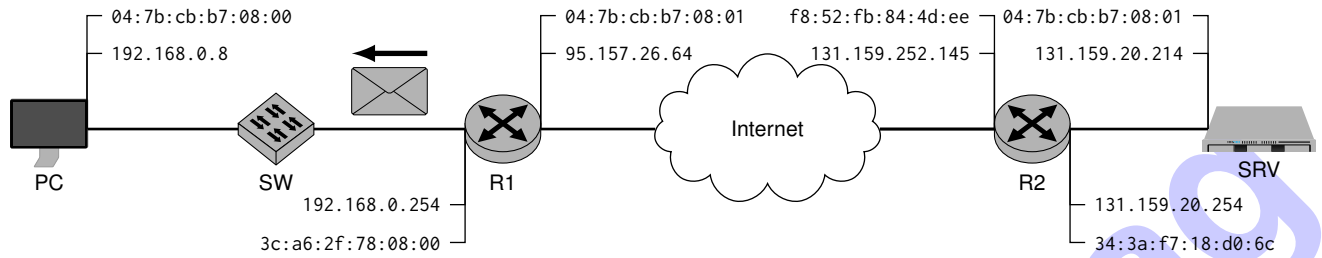 04:7b:cb:b7:08:00
192.168.0.8
04:7b:cb:b7:08:01
95.157.26.64
f8:52:fb:84:4d:ee
131.159.252.145
04:7b:cb:b7:08:01
131.159.20.214
Internet
PC
SW
R1
R2
SRV
192.168.0.254
3c:a6:2f:78:08:00
131.159.20.254
34:3a:f7:18:d0:6c